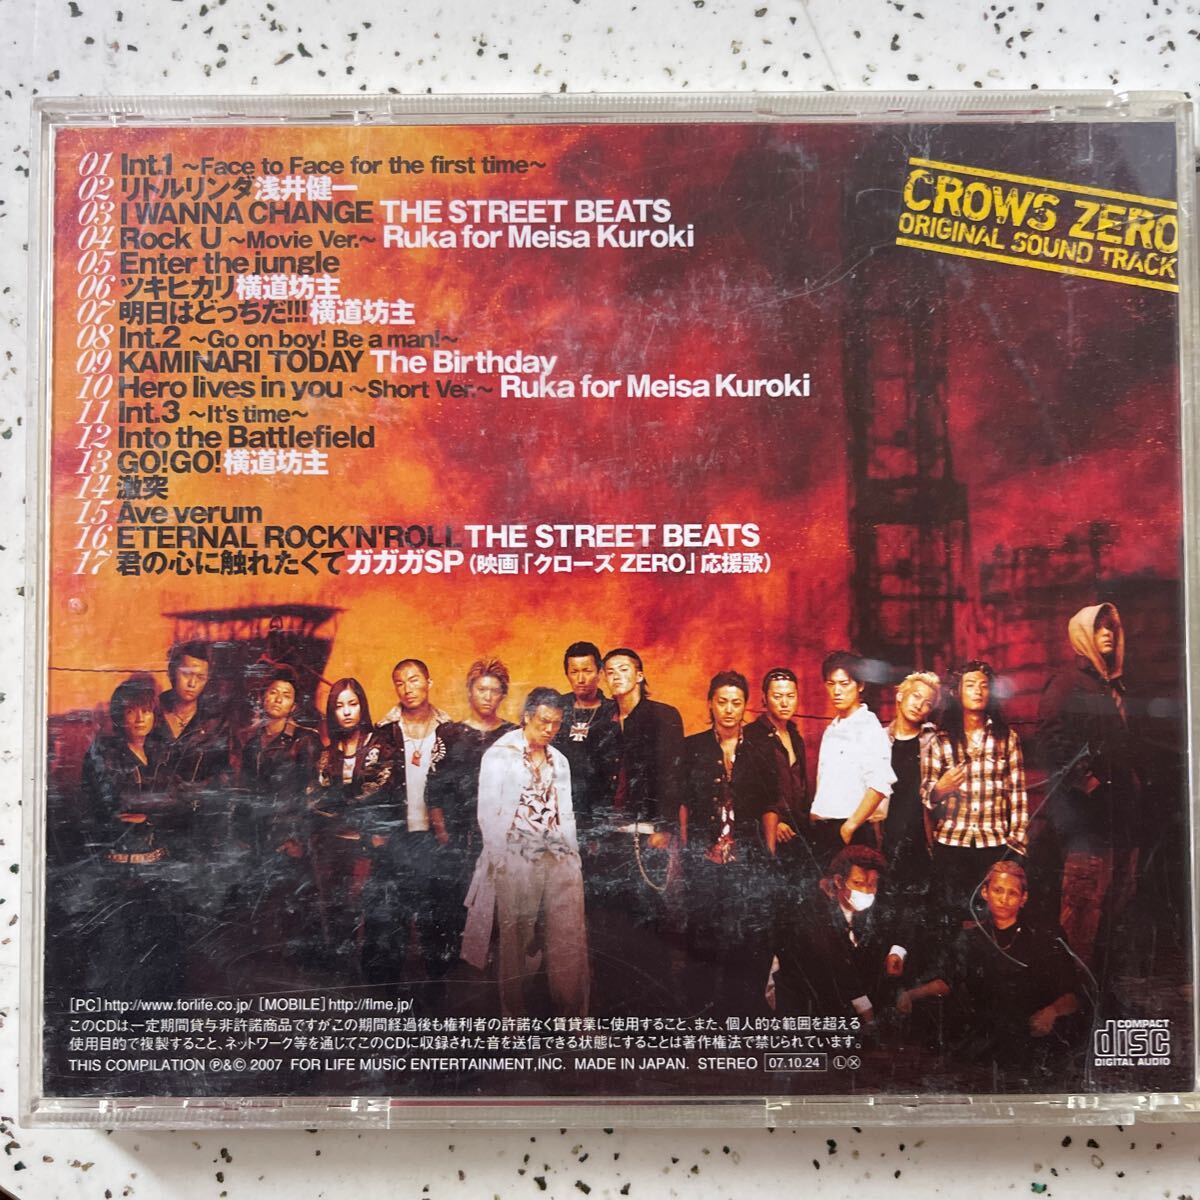 01 Int.1 ~Face to Face for the first time~
02 リトルリンダ 浅井健一
03 I WANNA CHANGE THE STREET BEATS
04 Rock U ~Movie Ver.~ Ruka for Meisa Kuroki
05 Enter the jungle
06 ツキヒカリ 横道坊主
07 明日はどっちだ!!! 横道坊主
08 Int.2 ~Go on boy! Be a man!~
09 KAMINARI TODAY The Birthday
10 Hero lives in you ~Short Ver.~ Ruka for Meisa Kuroki
11 Int.3 ~It's time~
12 Into the Battlefield
13 GO!GO! 横道坊主
14 激突
15 Ave verum
16 ETERNAL ROCK'N'ROLL THE STREET BEATS
17 君の心に触れたくて ガガガSP (映画「クローズ ZERO」応援歌)
CROWS ZERO
ORIGINAL SOUND TRACK
[PC] http://www.forlife.co.jp/ [MOBILE] http://flme.jp/
このCDは、一定期間貸与非許諾商品ですがこの期間経過後も権利者の許諾なく賃貸業に使用すること、また、個人的な範囲を超える
使用目的で複製すること、ネットワーク等を通じてこのCDに収録された音を送信できる状態にすることは著作権法で禁じられています。
THIS COMPILATION ℗&© 2007 FOR LIFE MUSIC ENTERTAINMENT,INC. MADE IN JAPAN. STEREO 07.10.24 Ⓛ Ⓧ
COMPACT
disc
DIGITAL AUDIO